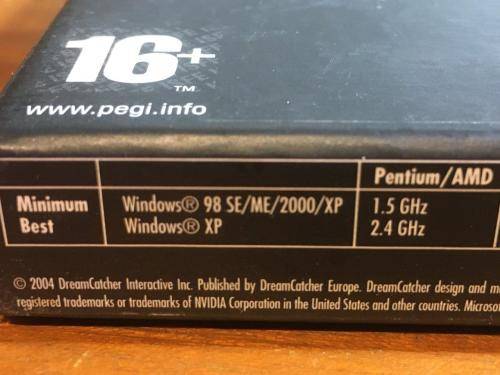 16+
TM
www.pegi.info
Pentium/AMD
Minimum Windows® 98 SE/ME/2000/XP 1.5 GHz
Best Windows® XP 2.4 GHz
© 2004 DreamCatcher Interactive Inc. Published by DreamCatcher Europe. DreamCatcher design and
registered trademarks or trademarks of NVIDIA Corporation in the United States and other countries.